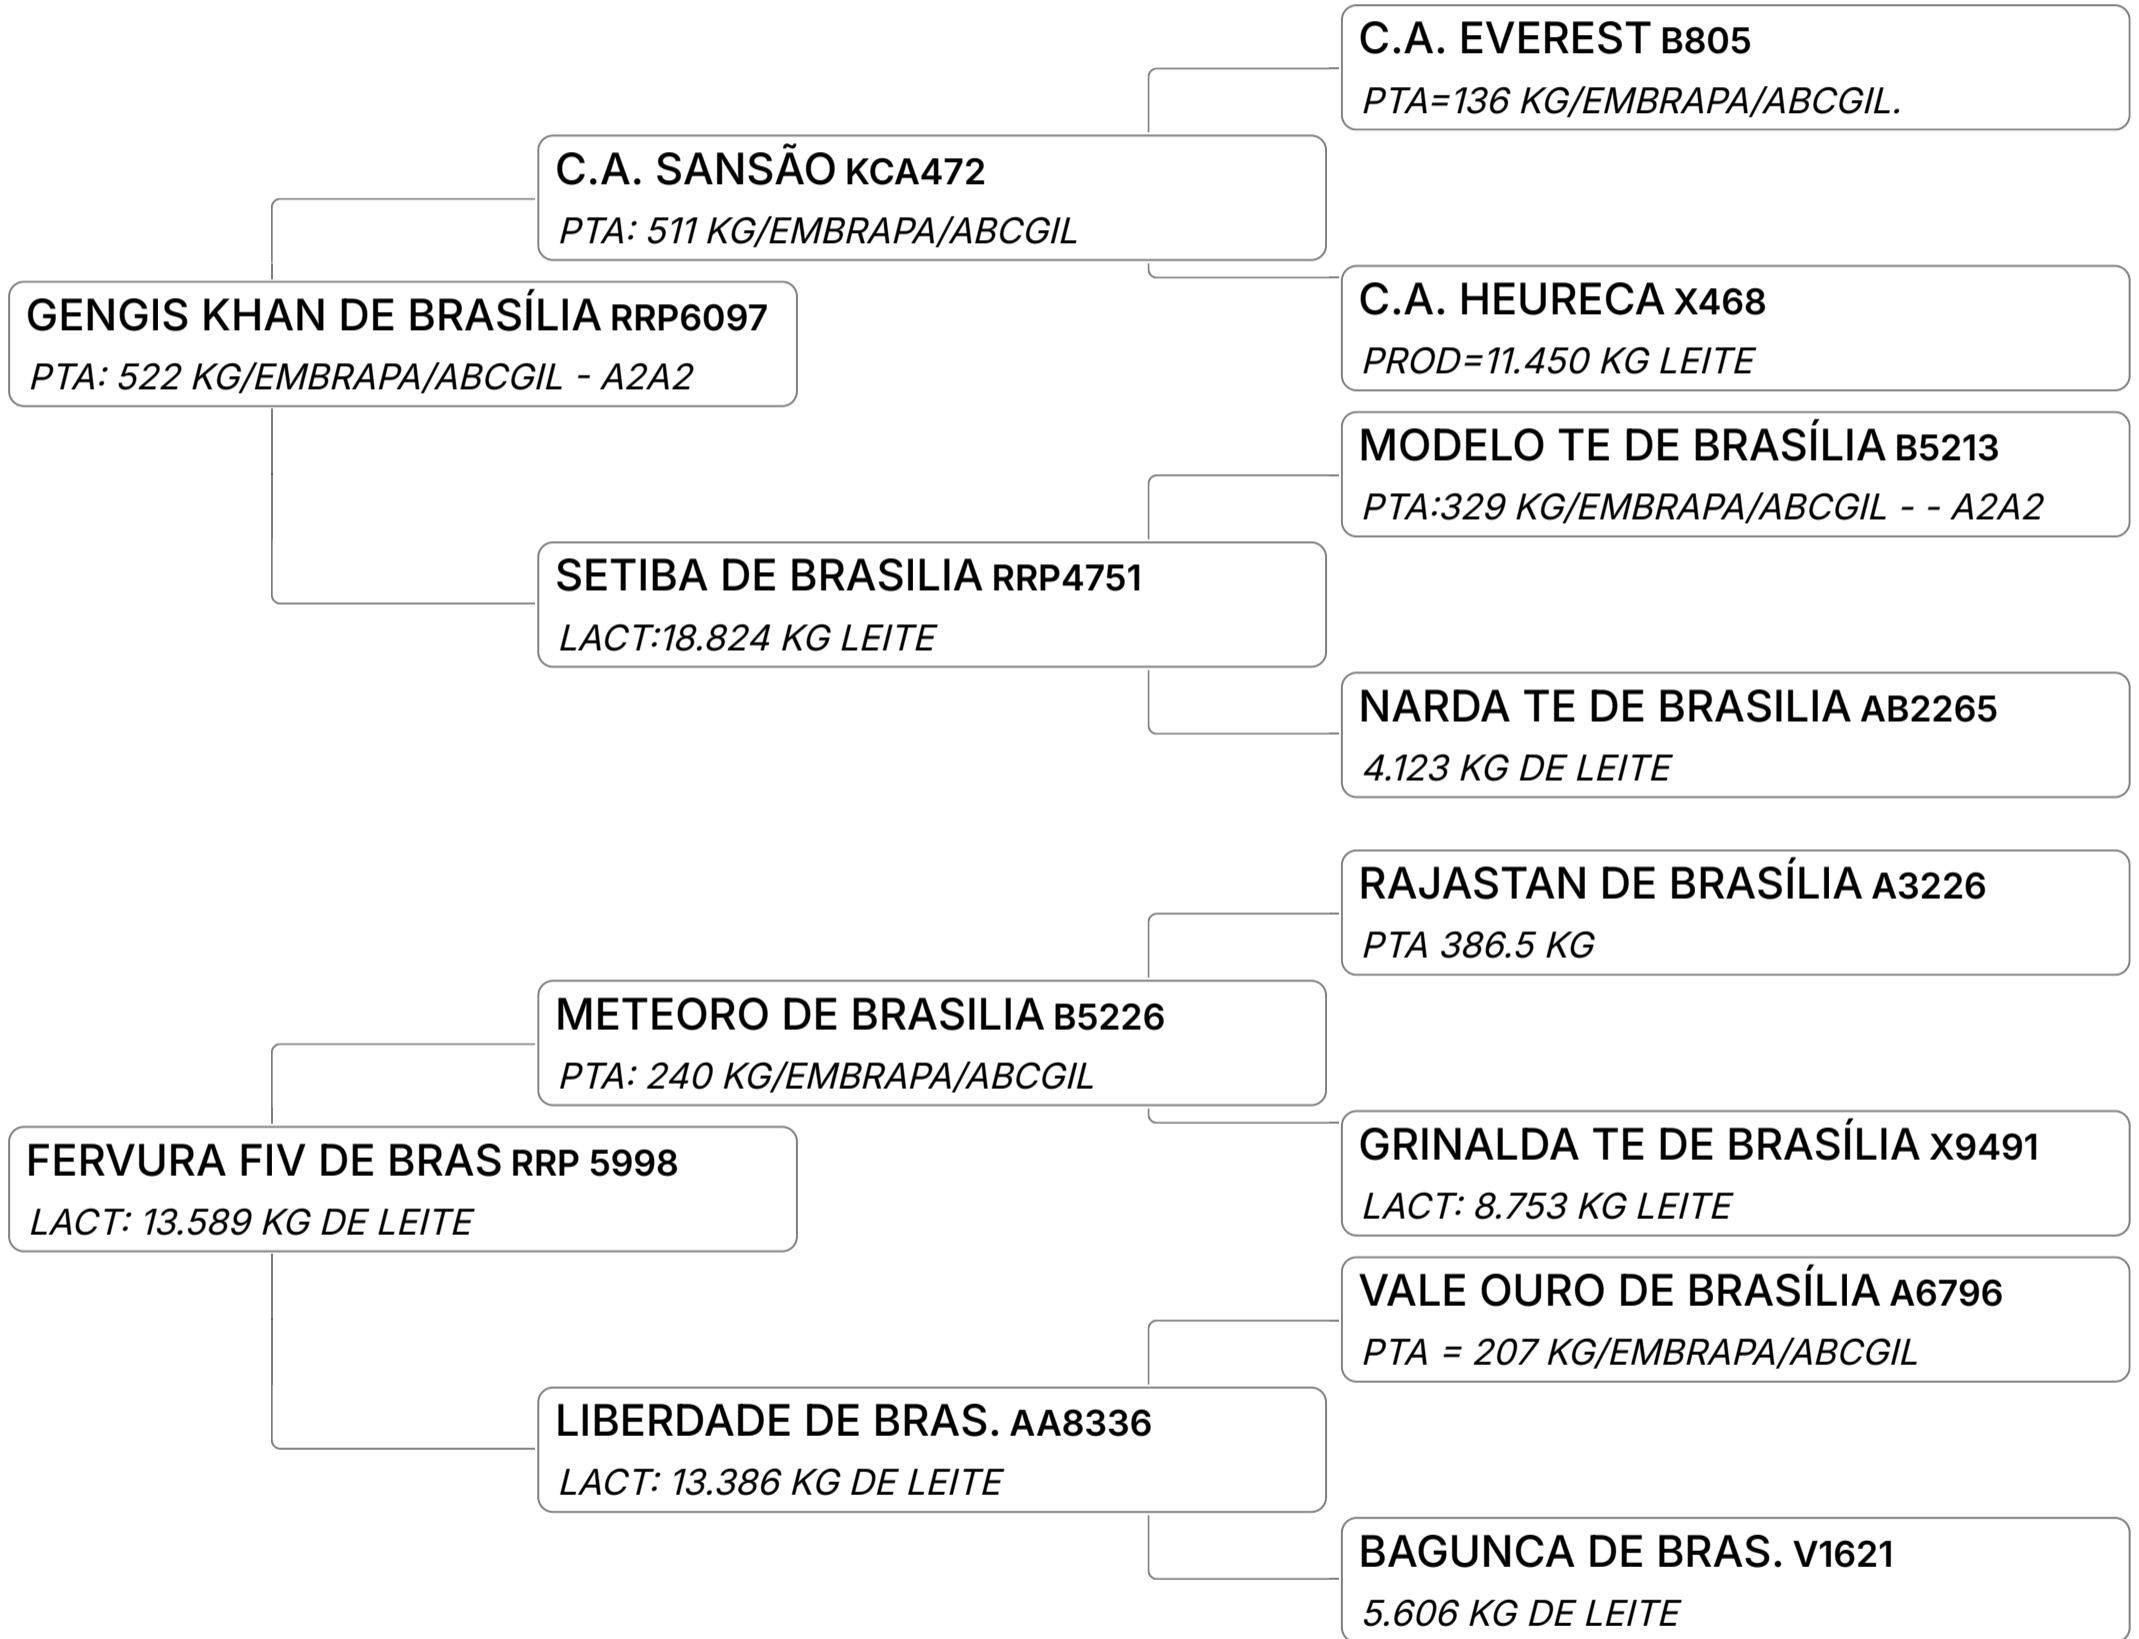 C.A. EVEREST B805
PTA=136 KG/EMBRAPA/ABCGIL.
C.A. SANSÃO KCA472
PTA: 511 KG/EMBRAPA/ABCGIL
C.A. HEURECA X468
PROD=11.450 KG LEITE
GENGIS KHAN DE BRASÍLIA RRP6097
PTA: 522 KG/EMBRAPA/ABCGIL - A2A2
MODELO TE DE BRASÍLIA B5213
PTA:329 KG/EMBRAPA/ABCGIL - - A2A2
SETIBA DE BRASILIA RRP4751
LACT:18.824 KG LEITE
NARDA TE DE BRASILIA AB2265
4.123 KG DE LEITE
RAJASTAN DE BRASÍLIA A3226
PTA 386.5 KG
METEORO DE BRASILIA B5226
PTA: 240 KG/EMBRAPA/ABCGIL
GRINALDA TE DE BRASÍLIA X9491
LACT: 8.753 KG LEITE
FERVURA FIV DE BRAS RRP 5998
LACT: 13.589 KG DE LEITE
VALE OURO DE BRASÍLIA A6796
PTA = 207 KG/EMBRAPA/ABCGIL
LIBERDADE DE BRAS. AA8336
LACT: 13.386 KG DE LEITE
BAGUNCA DE BRAS. V1621
5.606 KG DE LEITE